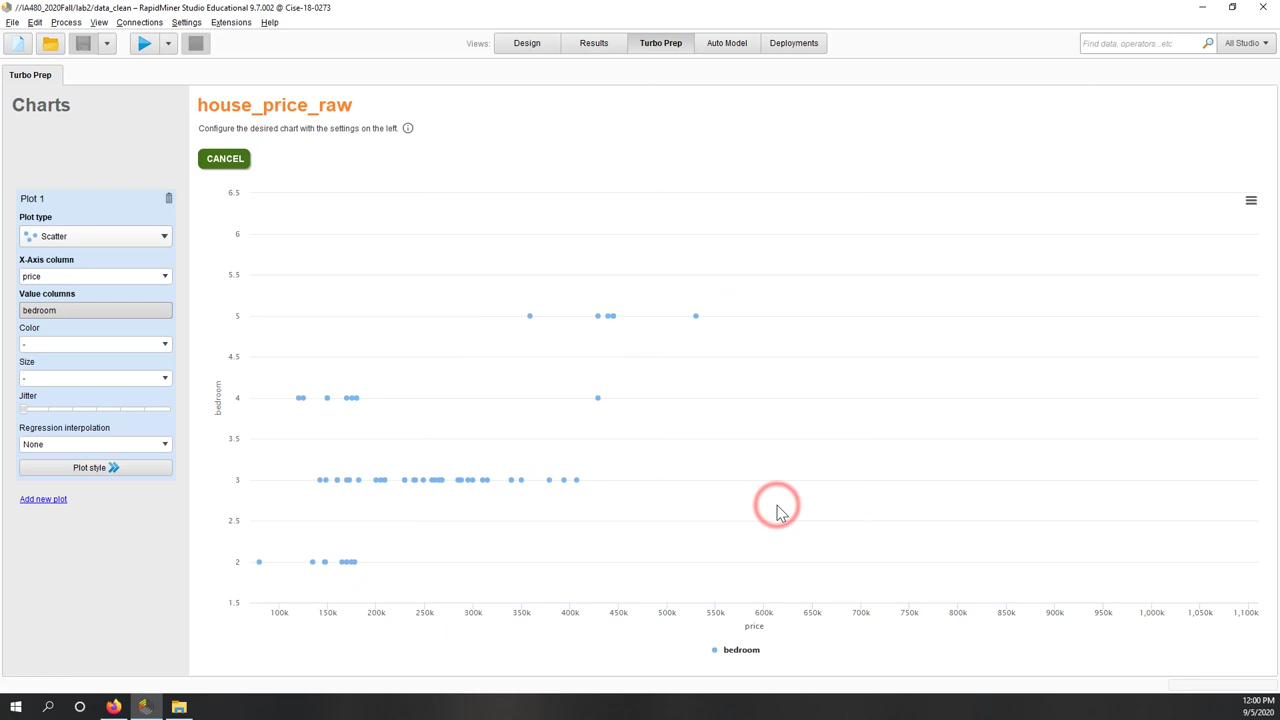 //IA480_2020Fall/lab2/data_clean – RapidMiner Studio Educational 9.7.002 @ Cise-18-0273
File Edit Process View Connections Settings Extensions Help
Views: Design Results Turbo Prep Auto Model Deployments Find data, operators...etc All Studio
Turbo Prep
Charts
house_price_raw
Configure the desired chart with the settings on the left.
CANCEL
Plot 1
Plot type
Scatter
X-Axis column
price
Value columns
bedroom
Color
-
Size
-
Jitter
Regression interpolation
None
Plot style
Add new plot
6.5
6
5.5
5
4.5
4
3.5
3
2.5
2
1.5
bedroom
100k 150k 200k 250k 300k 350k 400k 450k 500k 550k 600k 650k 700k 750k 800k 850k 900k 950k 1,000k 1,050k 1,100k
price
bedroom
12:00 PM
9/5/2020